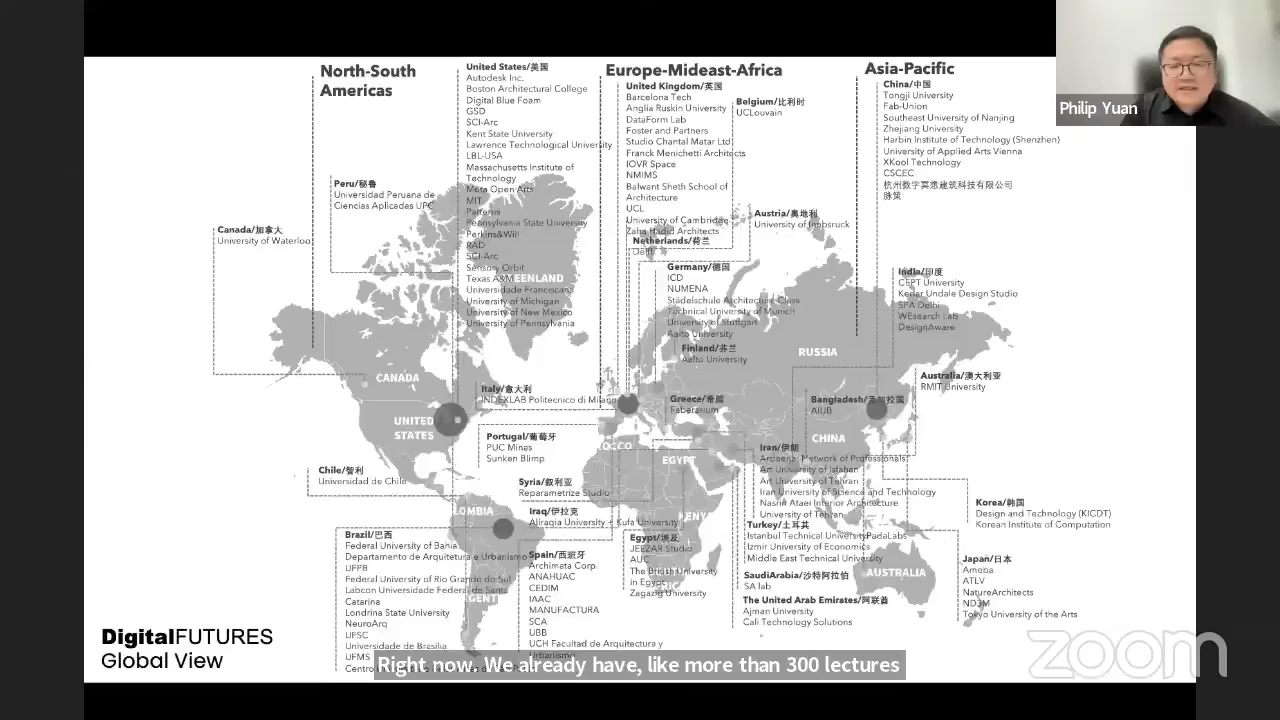 North-South
Americas
United States/美国
Autodesk Inc.
Boston Architectural College
Digital Blue Foam
GSD
SCI-Arc
Kent State University
Lawrence Technological University
LBL-USA
Massachusetts Institute of
Technology
Meta Open Arts
MIT
Patterns
Pennsylvania State University
Perkins&Will
RAD
SCI-Arc
Sensory Orbit
Texas A&M
Universidade Franciscana
University of Michigan
University of New Mexico
University of Pennsylvania
Peru/秘鲁
Universidad Peruana de
Ciencias Aplicadas UPC
Canada/加拿大
University of Waterloo
Chile/智利
Universidad de Chile
Brazil/巴西
Federal University of Bahia
Departamento de Arquitetura e Urbanismo
UFPB
Federal University of Rio Grande do Sul
Labcon Universidade Federal de Santa
Catarina
Londrina State University
NeuroArq
UFSC
Universidade de Brasilia
UFMS
Europe-Mideast-Africa
United Kingdom/英国
Barcelona Tech
Anglia Ruskin University
DataForm Lab
Foster and Partners
Studio Chantal Matar Ltd
Franck Menichetti Architects
IOVR Space
NMIMS
Balwant Sheth School of
Architecture
UCL
University of Cambridge
Zaha Hadid Architects
Netherlands/荷兰
Delft
Belgium/比利时
UCLouvain
Austria/奥地利
University of Innsbruck
Germany/德国
ICD
NUMENA
Städelschule Architecture Class
Technical University of Munich
University of Stuttgart
Aalto University
Finland/芬兰
Aalto University
Italy/意大利
INDEXLAB Politecnico di Milano
Greece/希腊
Faberarium
Portugal/葡萄牙
PUC Minas
Sunken Blimp
Syria/叙利亚
Reparametrize Studio
Iraq/伊拉克
Aliraqia University + Kufa University
Spain/西班牙
Archimata Corp.
ANAHUAC
CEDIM
IAAC
MANUFACTURA
SCA
UBB
UCH Facultad de Arquitectura y
Urbanismo
Egypt/埃及
JEEZAR Studio
AUC
The British University
in Egypt
Zagazig University
Iran/伊朗
Ardaena: Network of Professionals
Art University of Isfahan
Art University of Tehran
Iran University of Science and Technology
Nasrin Ataei Interior Architecture
University of Tehran
Turkey/土耳其
Istanbul Technical UniversityPadaLabs
Izmir University of Economics
Middle East Technical University
SaudiArabia/沙特阿拉伯
SA lab
The United Arab Emirates/阿联酋
Ajman University
Cali Technology Solutions
Asia-Pacific
China/中国
Tongji University
Fab-Union
Southeast University of Nanjing
Zhejiang University
Harbin Institute of Technology (Shenzhen)
University of Applied Arts Vienna
XKool Technology
CSCEC
杭州数字冥想建筑科技有限公司
脉策
India/印度
CEPT University
Kedar Undale Design Studio
SPA Delhi
WEsearch Lab
DesignAware
Australia/澳大利亚
RMIT University
Bangladesh/孟加拉国
AIUB
Korea/韩国
Design and Technology (KICDT)
Korean Institute of Computation
Japan/日本
Ameba
ATLV
NatureArchitects
ND3M
Tokyo University of the Arts
GREENLAND
CANADA
UNITED
STATES
RUSSIA
CHINA
EGYPT
AUSTRALIA
DigitalFUTURES
Global View
Philip Yuan
Right now. We already have, like more than 300 lectures
zoom